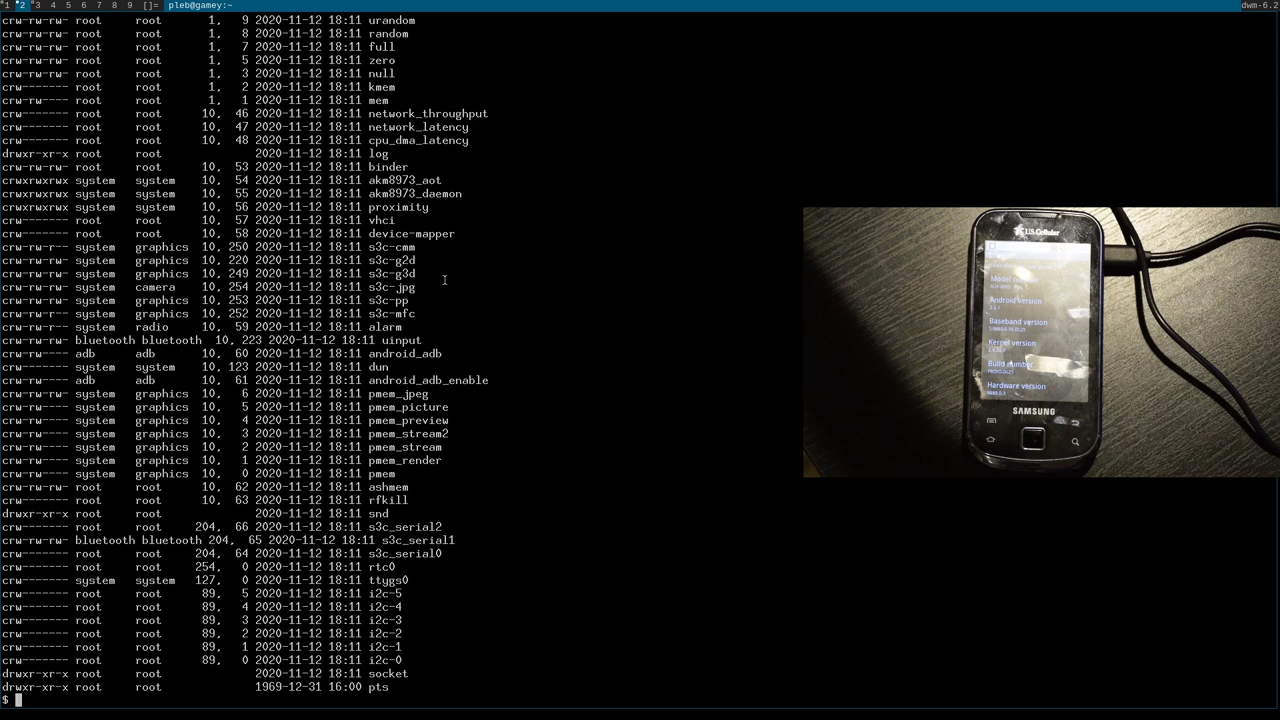 1 2 3 4 5 6 7 8 9 []= pleb@gamey:~ dwm-6.2
crw-rw-rw- root root 1, 9 2020-11-12 18:11 urandom
crw-rw-rw- root root 1, 8 2020-11-12 18:11 random
crw-rw-rw- root root 1, 7 2020-11-12 18:11 full
crw-rw-rw- root root 1, 5 2020-11-12 18:11 zero
crw-rw-rw- root root 1, 3 2020-11-12 18:11 null
crw------- root root 1, 2 2020-11-12 18:11 kmem
crw-rw---- root root 1, 1 2020-11-12 18:11 mem
crw------- root root 10, 46 2020-11-12 18:11 network_throughput
crw------- root root 10, 47 2020-11-12 18:11 network_latency
crw------- root root 10, 48 2020-11-12 18:11 cpu_dma_latency
drwxr-xr-x root root 2020-11-12 18:11 log
crw-rw-rw- root root 10, 53 2020-11-12 18:11 binder
crwxrwxrwx system system 10, 54 2020-11-12 18:11 akm8973_aot
crwxrwxrwx system system 10, 55 2020-11-12 18:11 akm8973_daemon
crwxrwxrwx system system 10, 56 2020-11-12 18:11 proximity
crw------- root root 10, 57 2020-11-12 18:11 vhci
crw------- root root 10, 58 2020-11-12 18:11 device-mapper
crw-rw-r-- system graphics 10, 250 2020-11-12 18:11 s3c-cmm
crw-rw-rw- system graphics 10, 220 2020-11-12 18:11 s3c-g2d
crw-rw-rw- system graphics 10, 249 2020-11-12 18:11 s3c-g3d
crw-rw-rw- system camera 10, 254 2020-11-12 18:11 s3c-jpg
crw-rw-rw- system graphics 10, 253 2020-11-12 18:11 s3c-pp
crw-rw-rw- system graphics 10, 252 2020-11-12 18:11 s3c-mfc
crw-rw-r-- system radio 10, 59 2020-11-12 18:11 alarm
crw-rw-rw- bluetooth bluetooth 10, 223 2020-11-12 18:11 uinput
crw-rw---- adb adb 10, 60 2020-11-12 18:11 android_adb
crw------- system system 10, 123 2020-11-12 18:11 dun
crw-rw---- adb adb 10, 61 2020-11-12 18:11 android_adb_enable
crw-rw-rw- system graphics 10, 6 2020-11-12 18:11 pmem_jpeg
crw-rw-rw- system graphics 10, 5 2020-11-12 18:11 pmem_picture
crw-rw-rw- system graphics 10, 4 2020-11-12 18:11 pmem_preview
crw-rw-rw- system graphics 10, 3 2020-11-12 18:11 pmem_stream2
crw-rw-rw- system graphics 10, 2 2020-11-12 18:11 pmem_stream
crw-rw-rw- system graphics 10, 1 2020-11-12 18:11 pmem_render
crw-rw-rw- system graphics 10, 0 2020-11-12 18:11 pmem
crw-rw-rw- root root 10, 62 2020-11-12 18:11 ashmem
crw------- root root 10, 63 2020-11-12 18:11 rfkill
drwxr-xr-x root root 2020-11-12 18:11 snd
crw------- root root 204, 66 2020-11-12 18:11 s3c_serial2
crw-rw-rw- bluetooth bluetooth 204, 65 2020-11-12 18:11 s3c_serial1
crw------- root root 204, 64 2020-11-12 18:11 s3c_serial0
crw------- root root 254, 0 2020-11-12 18:11 rtc0
crw------- system system 127, 0 2020-11-12 18:11 ttygs0
crw------- root root 89, 5 2020-11-12 18:11 i2c-5
crw------- root root 89, 4 2020-11-12 18:11 i2c-4
crw------- root root 89, 3 2020-11-12 18:11 i2c-3
crw------- root root 89, 2 2020-11-12 18:11 i2c-2
crw------- root root 89, 1 2020-11-12 18:11 i2c-1
crw------- root root 89, 0 2020-11-12 18:11 i2c-0
drwxr-xr-x root root 2020-11-12 18:11 socket
drwxr-xr-x root root 1969-12-31 16:00 pts
$
U.S. Cellular
Android version
Baseband version
Kernel version
Build number
Hardware version
SAMSUNG